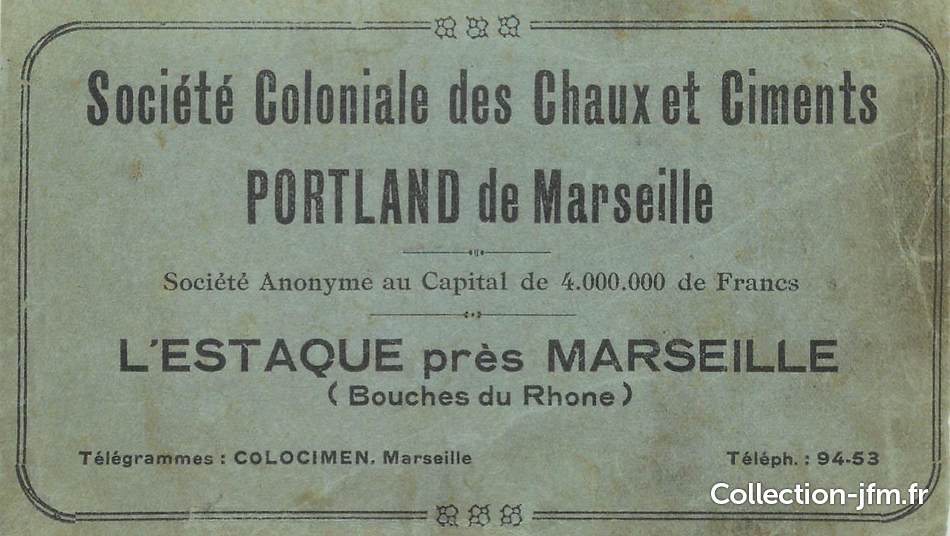 Société Coloniale des Chaux et Ciments
PORTLAND de Marseille
Société Anonyme au Capital de 4.000.000 de Francs
L'ESTAQUE près MARSEILLE
( Bouches du Rhone )
Télégrammes : COLOCIMEN. Marseille
Téléph. : 94-53
Collection-jfm.fr